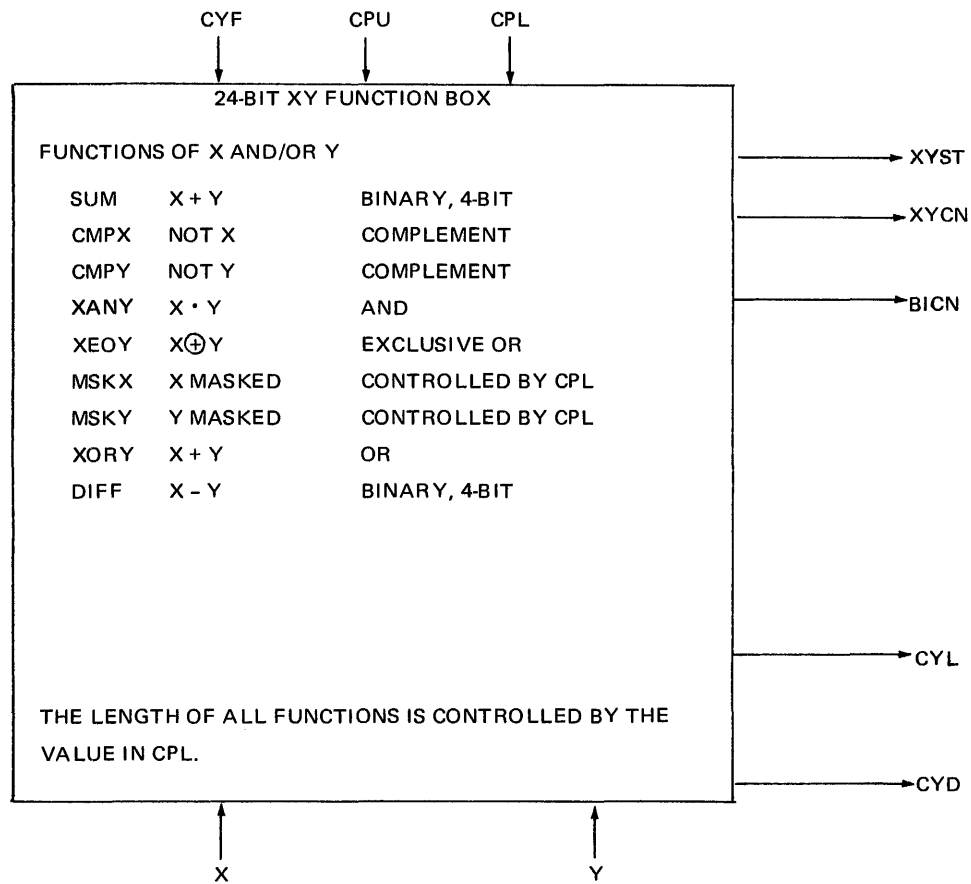 CYF CPU CPL
24-BIT XY FUNCTION BOX
FUNCTIONS OF X AND/OR Y
SUM X + Y BINARY, 4-BIT
CMPX NOT X COMPLEMENT
CMPY NOT Y COMPLEMENT
XANY X • Y AND
XEOY X⊕Y EXCLUSIVE OR
MSKX X MASKED CONTROLLED BY CPL
MSKY Y MASKED CONTROLLED BY CPL
XORY X + Y OR
DIFF X – Y BINARY, 4-BIT
THE LENGTH OF ALL FUNCTIONS IS CONTROLLED BY THE
VALUE IN CPL.
XYST
XYCN
BICN
CYL
CYD
X Y